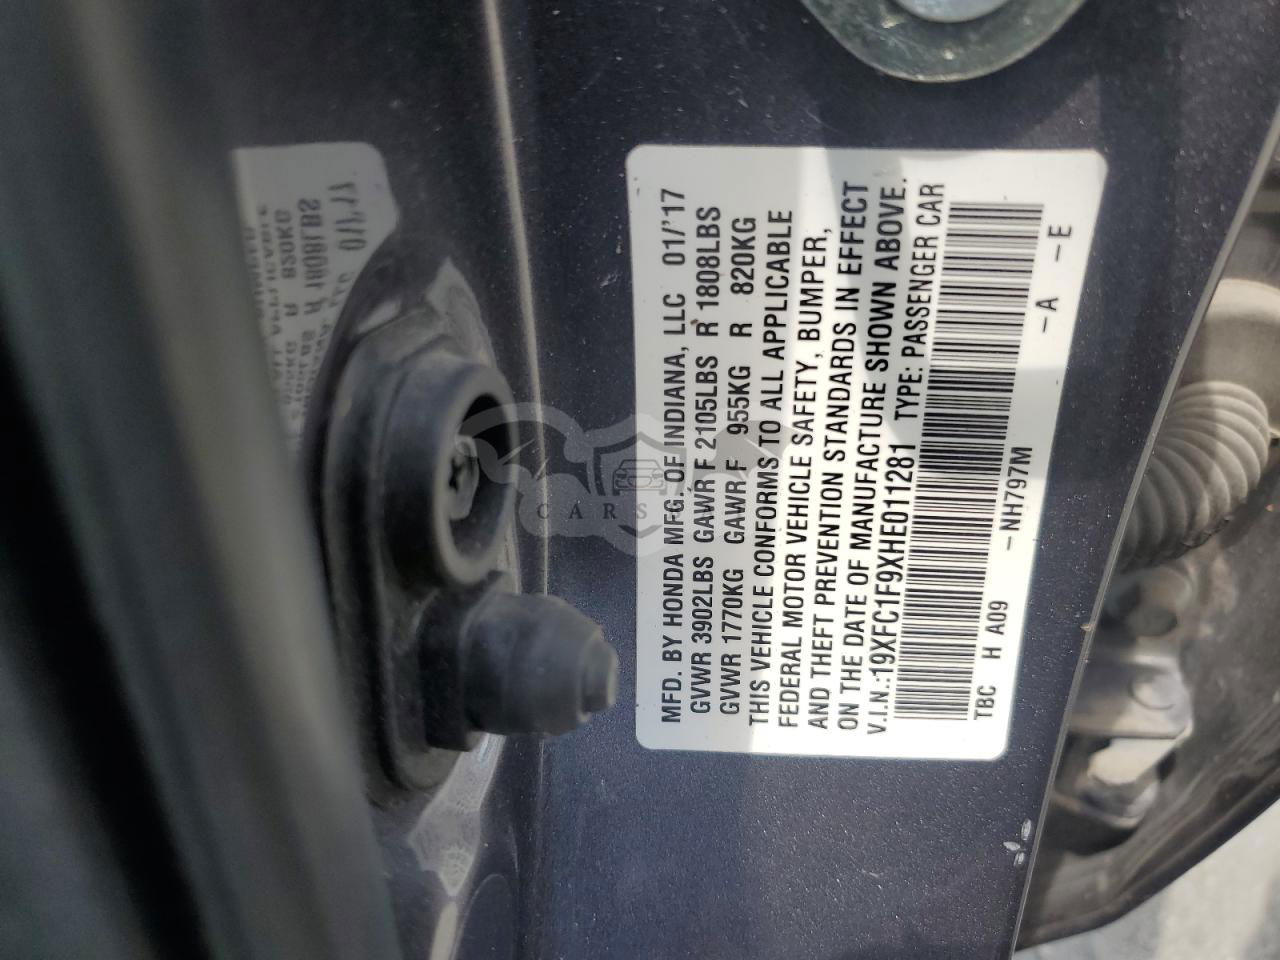 MFD. BY HONDA MFG. OF INDIANA, LLC 01/'17
GVWR 3902LBS GAWR F 2105LBS R 1808LBS
GVWR 1770KG GAWR F 955KG R 820KG
THIS VEHICLE CONFORMS TO ALL APPLICABLE
FEDERAL MOTOR VEHICLE SAFETY, BUMPER,
AND THEFT PREVENTION STANDARDS IN EFFECT
ON THE DATE OF MANUFACTURE SHOWN ABOVE.
V.I.N.:19XFC1F9XHE011281 TYPE: PASSENGER CAR
TBC H A09 -NH797M -A -E